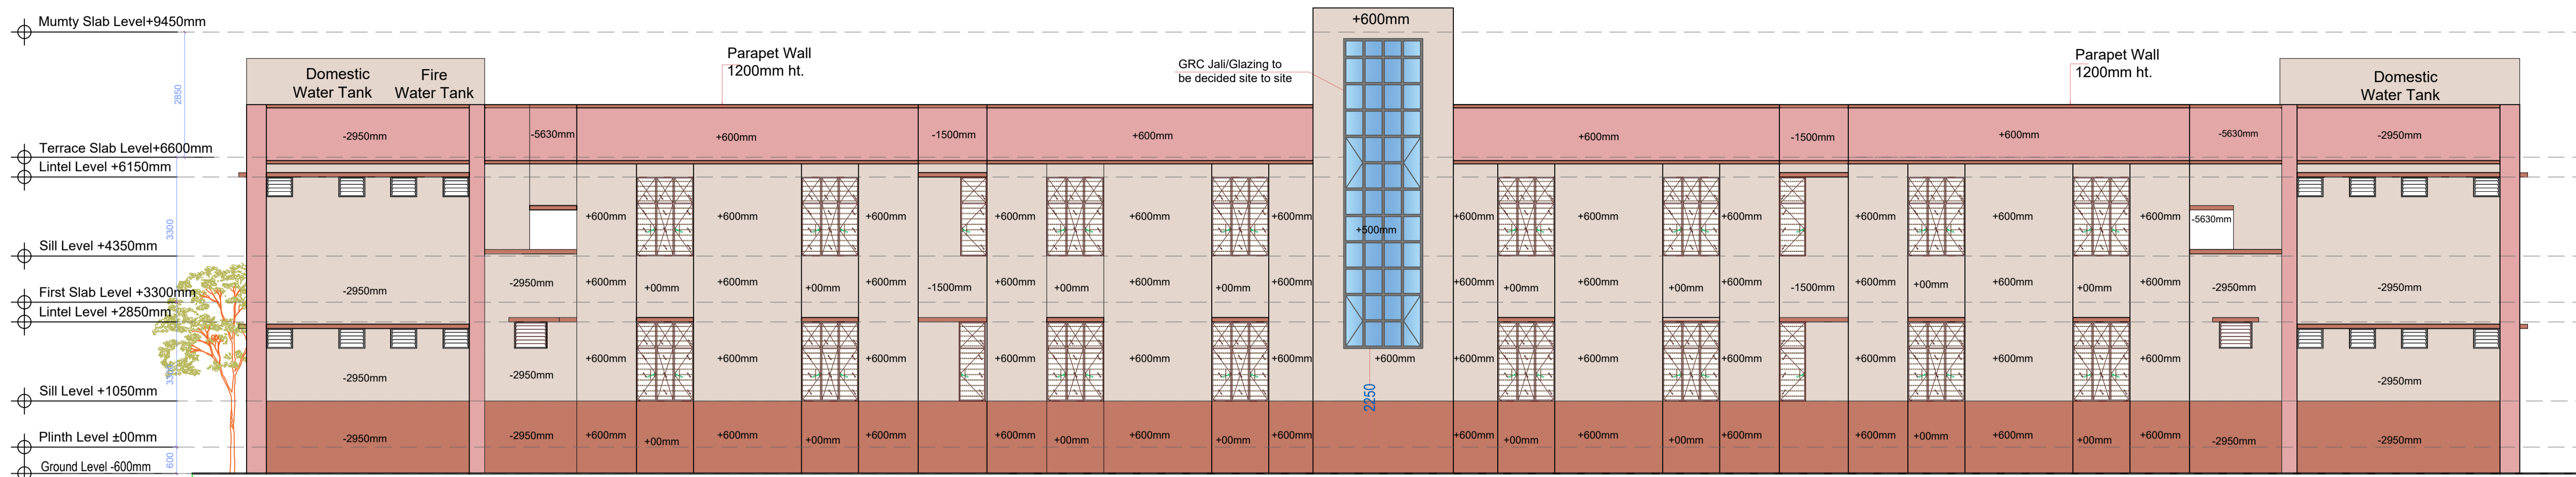 Mumty Slab Level+9450mm
+600mm
Parapet Wall
1200mm ht.
GRC Jali/Glazing to
be decided site to site
Parapet Wall
1200mm ht.
Domestic
Water Tank
Fire
Water Tank
Domestic
Water Tank
2850
-2950mm
-5630mm
+600mm
-1500mm
+600mm
+600mm
-1500mm
+600mm
-5630mm
-2950mm
Terrace Slab Level+6600mm
Lintel Level +6150mm
3300
+600mm
+600mm
+600mm
+600mm
+600mm
+600mm
+500mm
+600mm
+600mm
+600mm
+600mm
+600mm
+600mm
-5630mm
Sill Level +4350mm
-2950mm
-2950mm
+600mm
+00mm
+600mm
+00mm
+600mm
-1500mm
+600mm
+00mm
+600mm
+00mm
+600mm
+600mm
+00mm
+600mm
+00mm
+600mm
-1500mm
+600mm
+00mm
+600mm
+00mm
+600mm
-2950mm
-2950mm
First Slab Level +3300mm
Lintel Level +2850mm
3300
-2950mm
-2950mm
+600mm
+600mm
+600mm
+600mm
+600mm
+600mm
+600mm
+600mm
+600mm
+600mm
+600mm
+600mm
+600mm
-2950mm
Sill Level +1050mm
2250
-2950mm
-2950mm
+600mm
+00mm
+600mm
+00mm
+600mm
+600mm
+00mm
+600mm
+00mm
+600mm
+600mm
+00mm
+600mm
+00mm
+600mm
+600mm
+00mm
+600mm
+00mm
+600mm
-2950mm
-2950mm
Plinth Level ±00mm
600
Ground Level -600mm